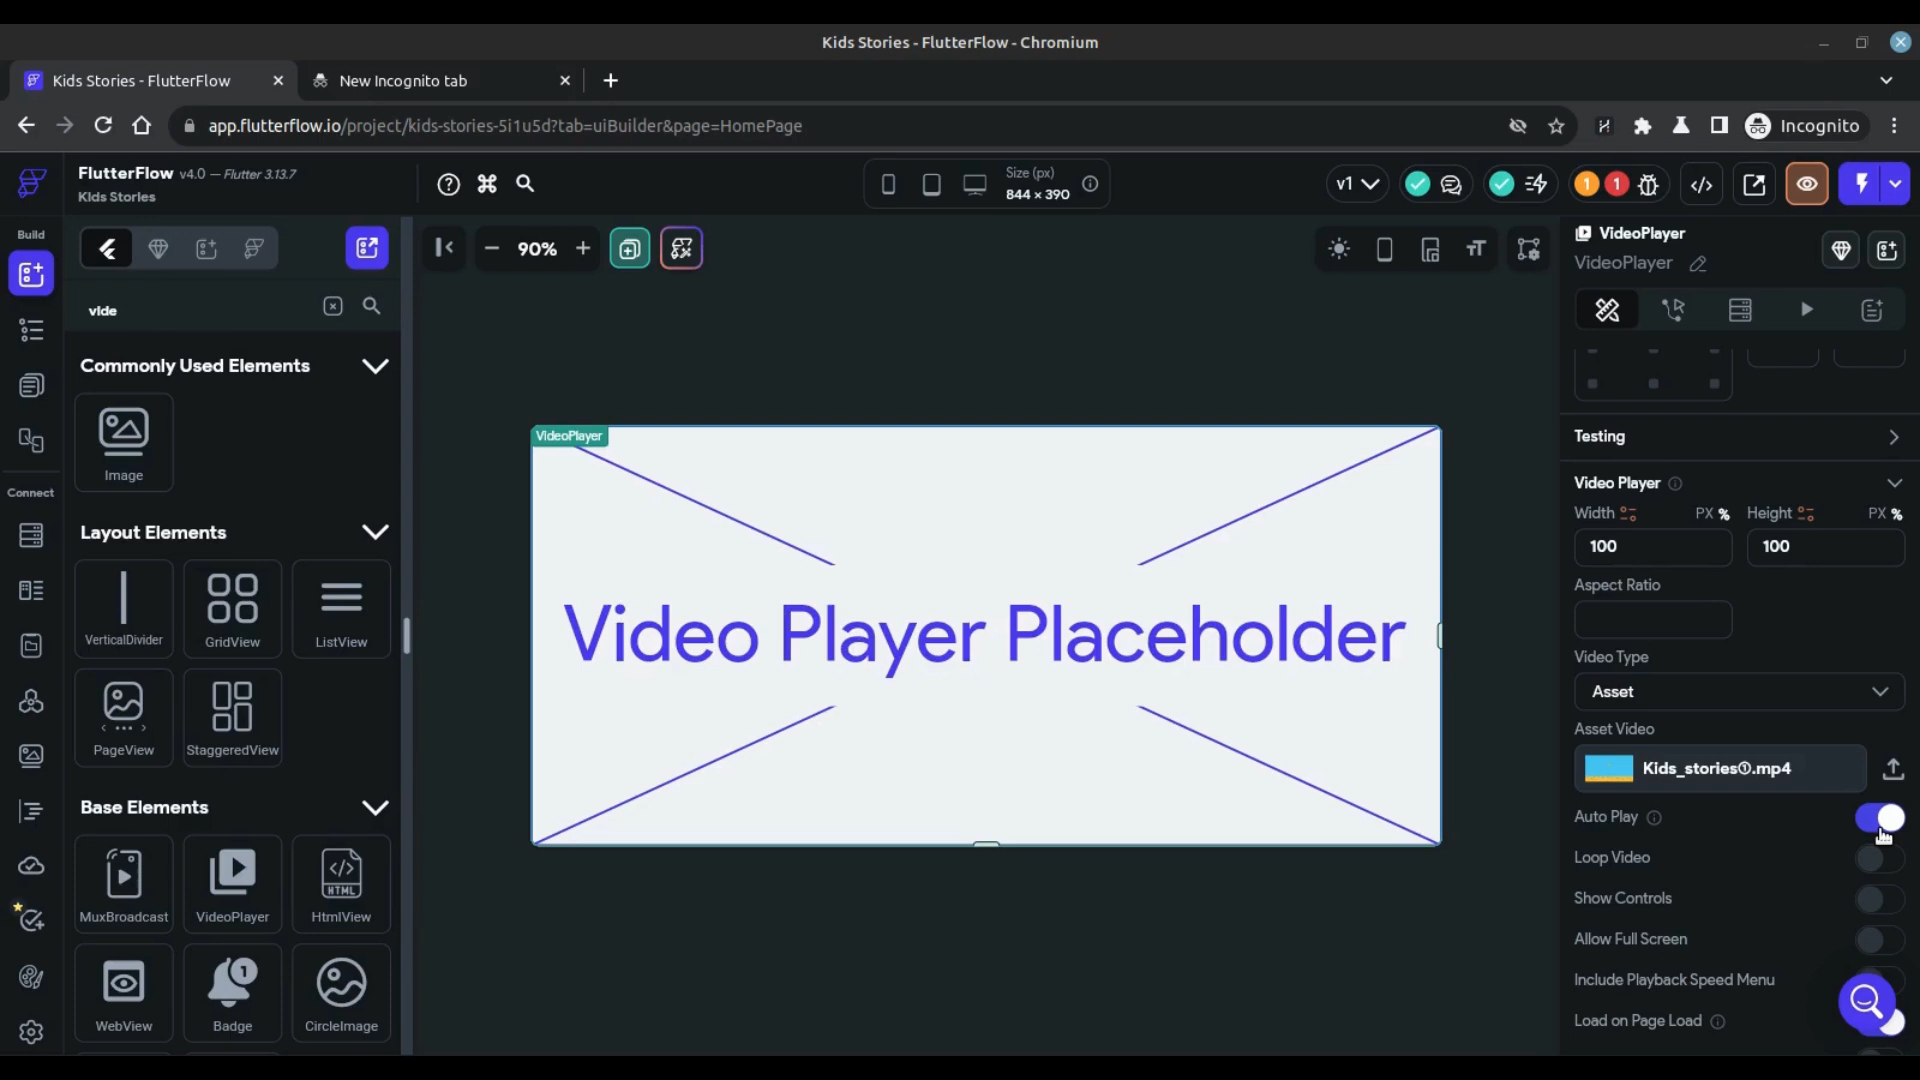 Kids Stories - FlutterFlow - Chromium
Kids Stories - FlutterFlow
New Incognito tab
app.flutterflow.io/project/kids-stories-5i1u5d?tab=uiBuilder&page=HomePage
Incognito
FlutterFlow v4.0 — Flutter 3.13.7
Kids Stories
Size (px)
844 × 390
v1
1 1
Build
90%
VideoPlayer
VideoPlayer
vide
Commonly Used Elements
Image
Testing
Connect
Video Player
Layout Elements
Width PX % Height PX %
100 100
VerticalDivider GridView ListView
Aspect Ratio
VideoPlayer
Video Player Placeholder
Video Type
Asset
PageView StaggeredView
Asset Video
Kids_stories①.mp4
Base Elements
Auto Play
Loop Video
HTML
MuxBroadcast VideoPlayer HtmlView
Show Controls
Allow Full Screen
1
Include Playback Speed Menu
WebView Badge CircleImage
Load on Page Load